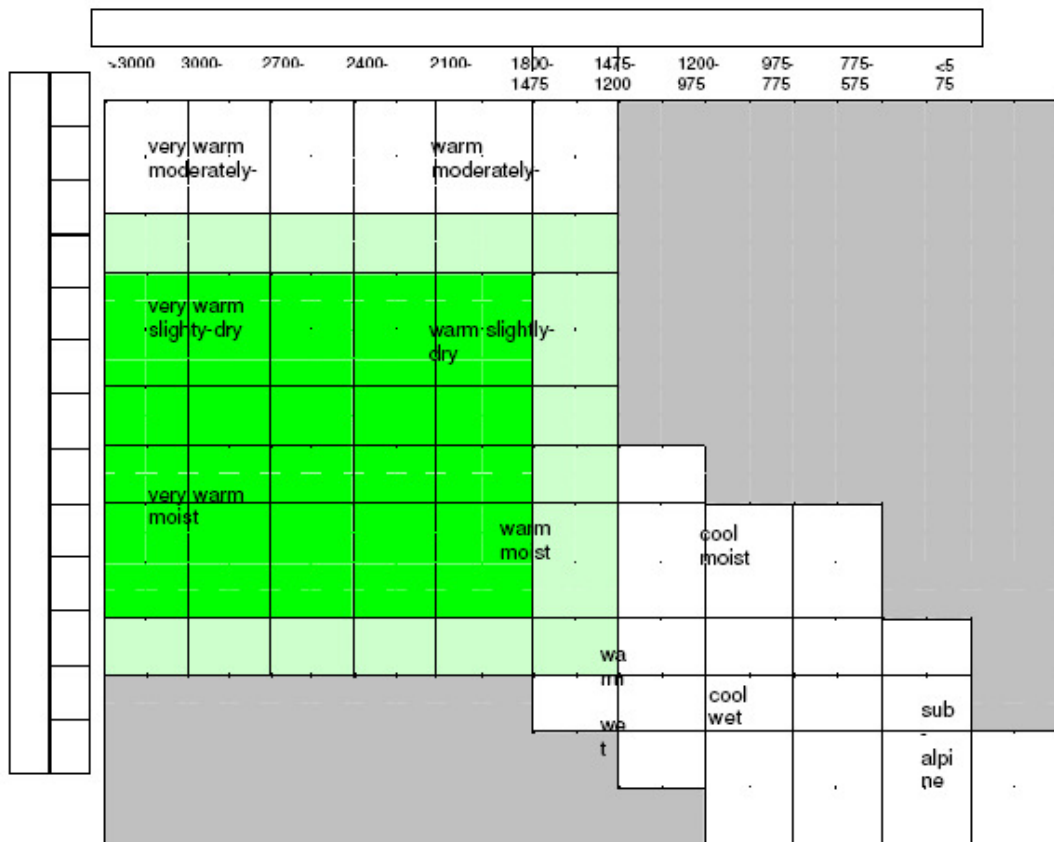 >3000 3000- 2700- 2400- 2100- 1800- 1475- 1200- 975- 775- <5
1475 1200 975 775 575 75
very warm
moderately-
warm
moderately-
very warm
slighty-dry
warm slightly-
dry
very warm
moist
warm
moist
cool
moist
wa
rm
we
t
cool
wet
sub
-
alpi
ne